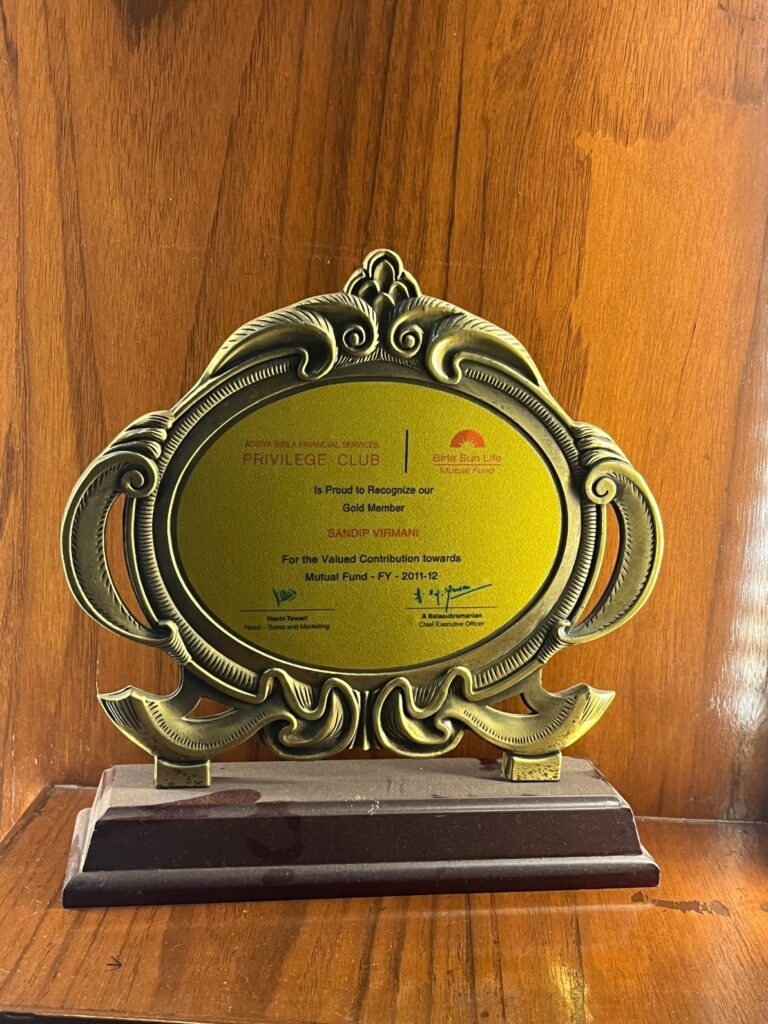 ADITYA BIRLA FINANCIAL SERVICES
PRIVILEGE CLUB
Birla Sun Life
Mutual Fund
Is Proud to Recognize our
Gold Member
SANDIP VIRMANI
For the Valued Contribution towards
Mutual Fund - FY - 2011-12
Navin Tewari
Head – Sales and Marketing
A Balasubramanian
Chief Executive Officer